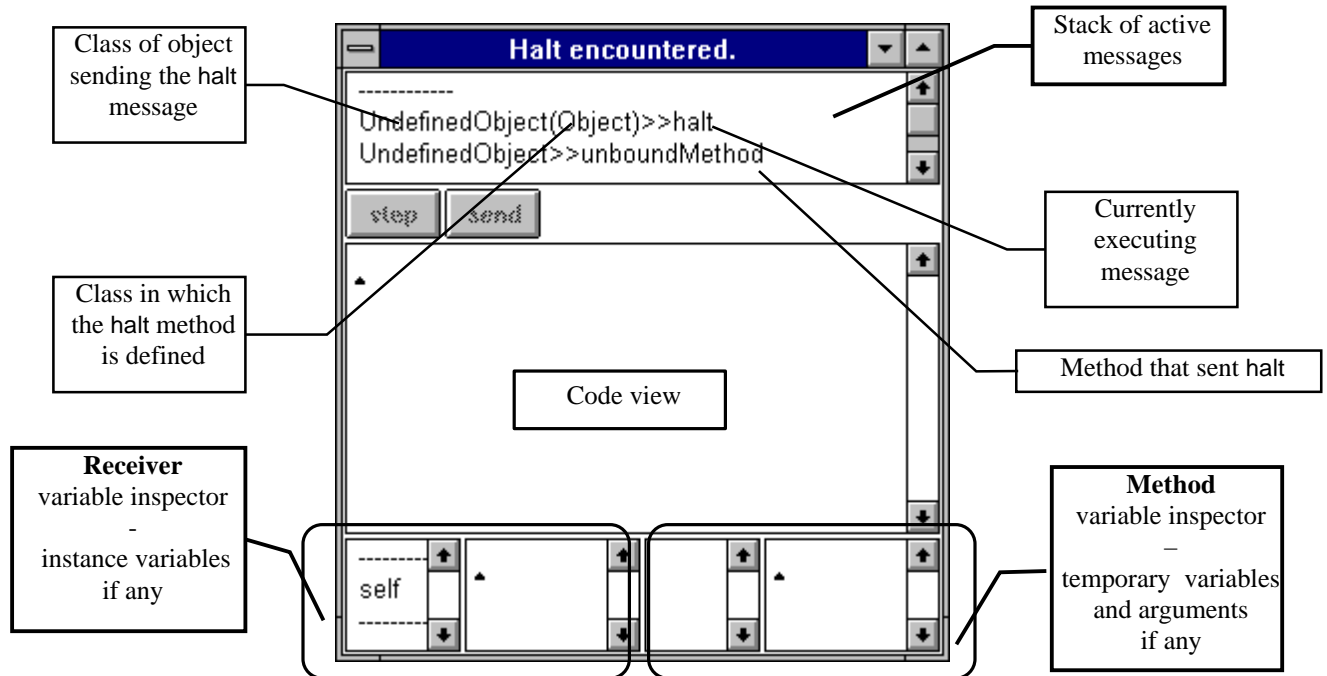 Class of object
sending the halt
message
Halt encountered.
Stack of active
messages
------------
UndefinedObject(Object)>>halt
UndefinedObject>>unboundMethod
step send
Currently
executing
message
Class in which
the halt method
is defined
Method that sent halt
Code view
Receiver
variable inspector
-
instance variables
if any
---------
self
---------
Method
variable inspector
–
temporary variables
and arguments
if any